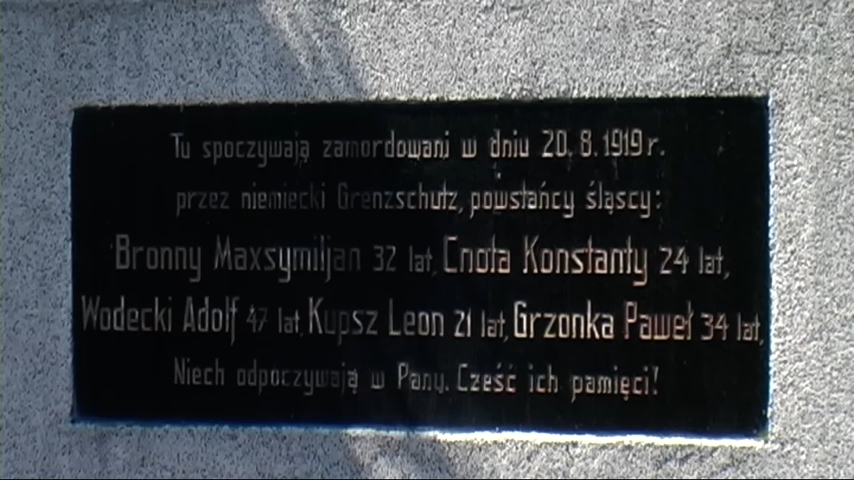 Tu spoczywają zamordowani w dniu 20. 8. 1919 r.
przez niemiecki Grenzschutz, powstańcy śląscy:
Bronny Maxsymiljan 32 lat, Cnota Konstanty 24 lat,
Wodecki Adolf 47 lat, Kupsz Leon 21 lat, Grzonka Paweł 34 lat,
Niech odpoczywają w Panu. Cześć ich pamięci!